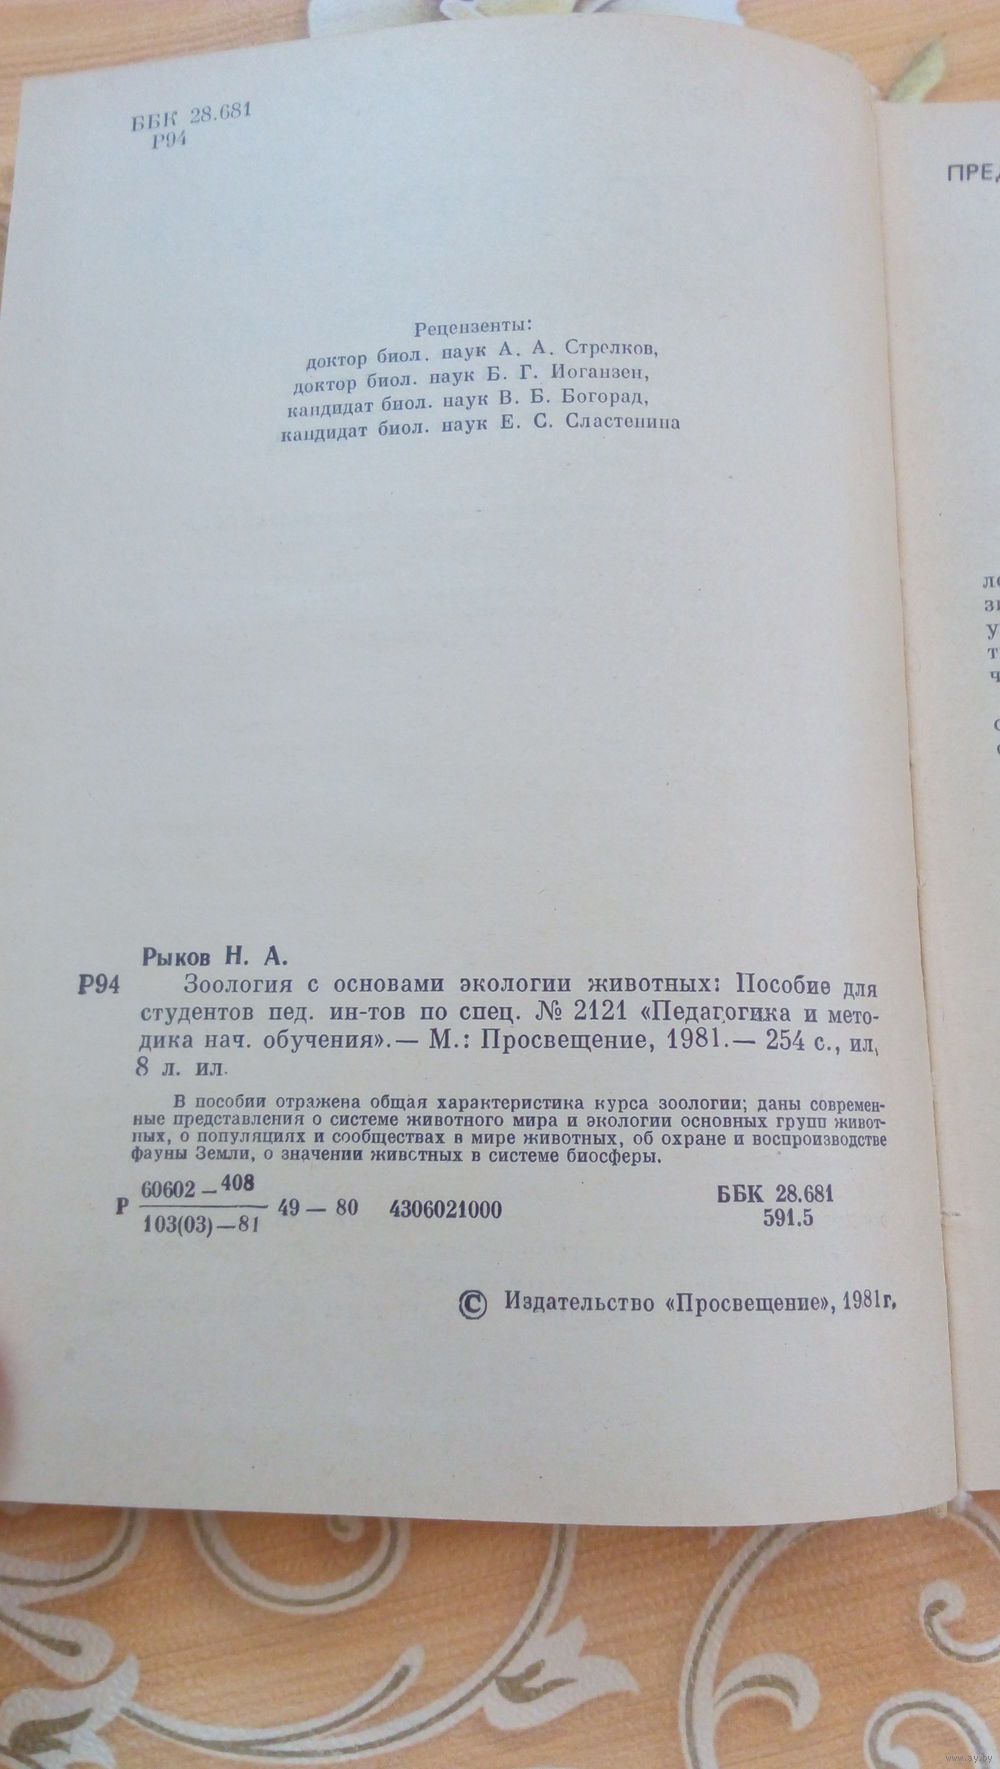 ББК 28.681
Р94
Рецензенты:
доктор биол. наук А. А. Стрелков,
доктор биол. наук Б. Г. Иоганзен,
кандидат биол. наук В. Б. Богорад,
кандидат биол. наук Е. С. Сластенина
Рыков Н. А.
Р94 Зоология с основами экологии животных: Пособие для
студентов пед. ин-тов по спец. № 2121 «Педагогика и мето-
дика нач. обучения».— М.: Просвещение, 1981.— 254 с., ил,
8 л. ил.
В пособии отражена общая характеристика курса зоологии; даны современ-
ные представления о системе животного мира и экологии основных групп живот-
ных, о популяциях и сообществах в мире животных, об охране и воспроизводстве
фауны Земли, о значении животных в системе биосферы.
60602 — 408
Р 49 — 80 4306021000
103(03)—81
ББК 28.681
591.5
© Издательство «Просвещение», 1981г.
ПРЕД
www.ay.by